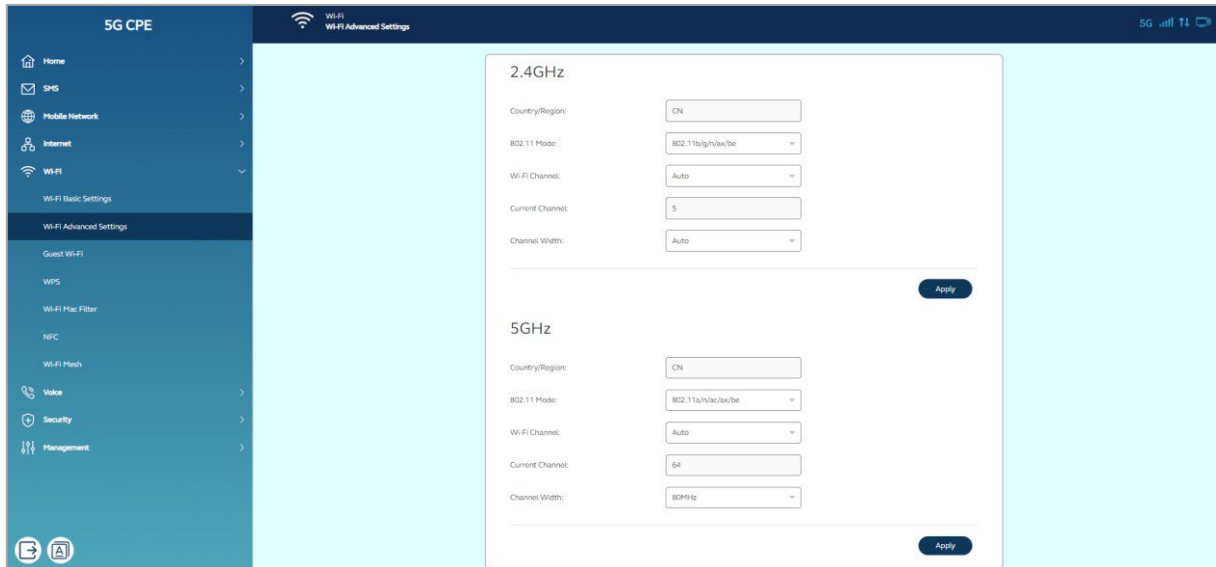 5G CPE
Wi-Fi
Wi-Fi Advanced Settings
5G
Home
SMS
Mobile Network
Internet
Wi-Fi
Wi-Fi Basic Settings
Wi-Fi Advanced Settings
Guest Wi-Fi
WPS
Wi-Fi Mac Filter
NFC
Wi-Fi Mesh
Voice
Security
Management
A
2.4GHz
Country/Region: CN
802.11 Mode: 802.11b/g/n/ax/be
Wi-Fi Channel: Auto
Current Channel: 5
Channel Width: Auto
Apply
5GHz
Country/Region: CN
802.11 Mode: 802.11a/n/ac/ax/be
Wi-Fi Channel: Auto
Current Channel: 64
Channel Width: 80MHz
Apply